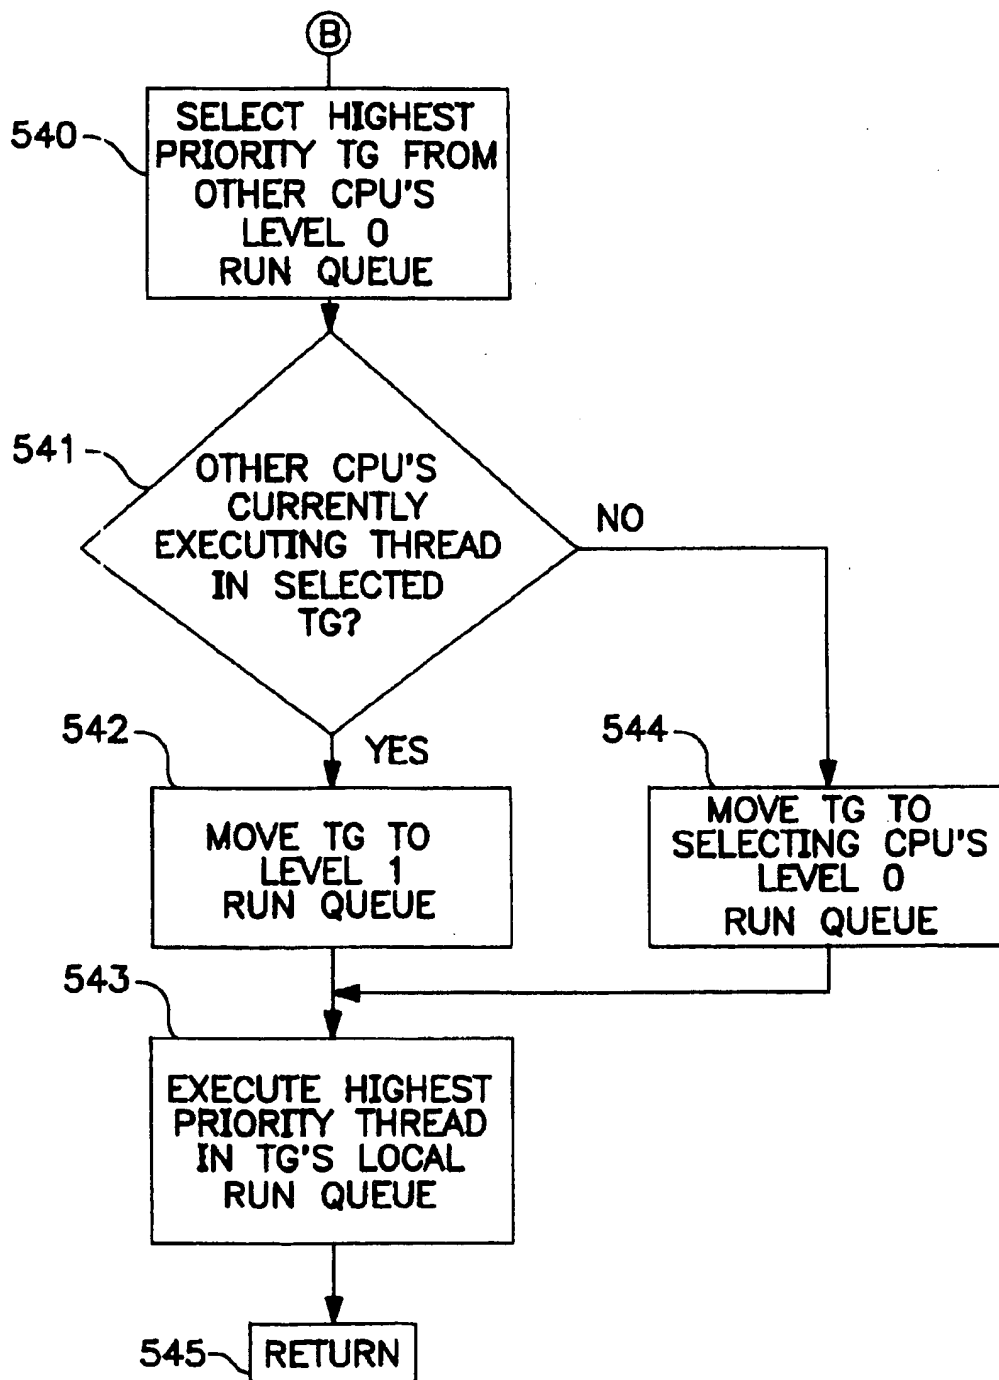 B
540
SELECT HIGHEST
PRIORITY TG FROM
OTHER CPU'S
LEVEL 0
RUN QUEUE
541
OTHER CPU'S
CURRENTLY
EXECUTING THREAD
IN SELECTED
TG?
NO
YES
542
MOVE TG TO
LEVEL 1
RUN QUEUE
544
MOVE TG TO
SELECTING CPU'S
LEVEL 0
RUN QUEUE
543
EXECUTE HIGHEST
PRIORITY THREAD
IN TG'S LOCAL
RUN QUEUE
545
RETURN